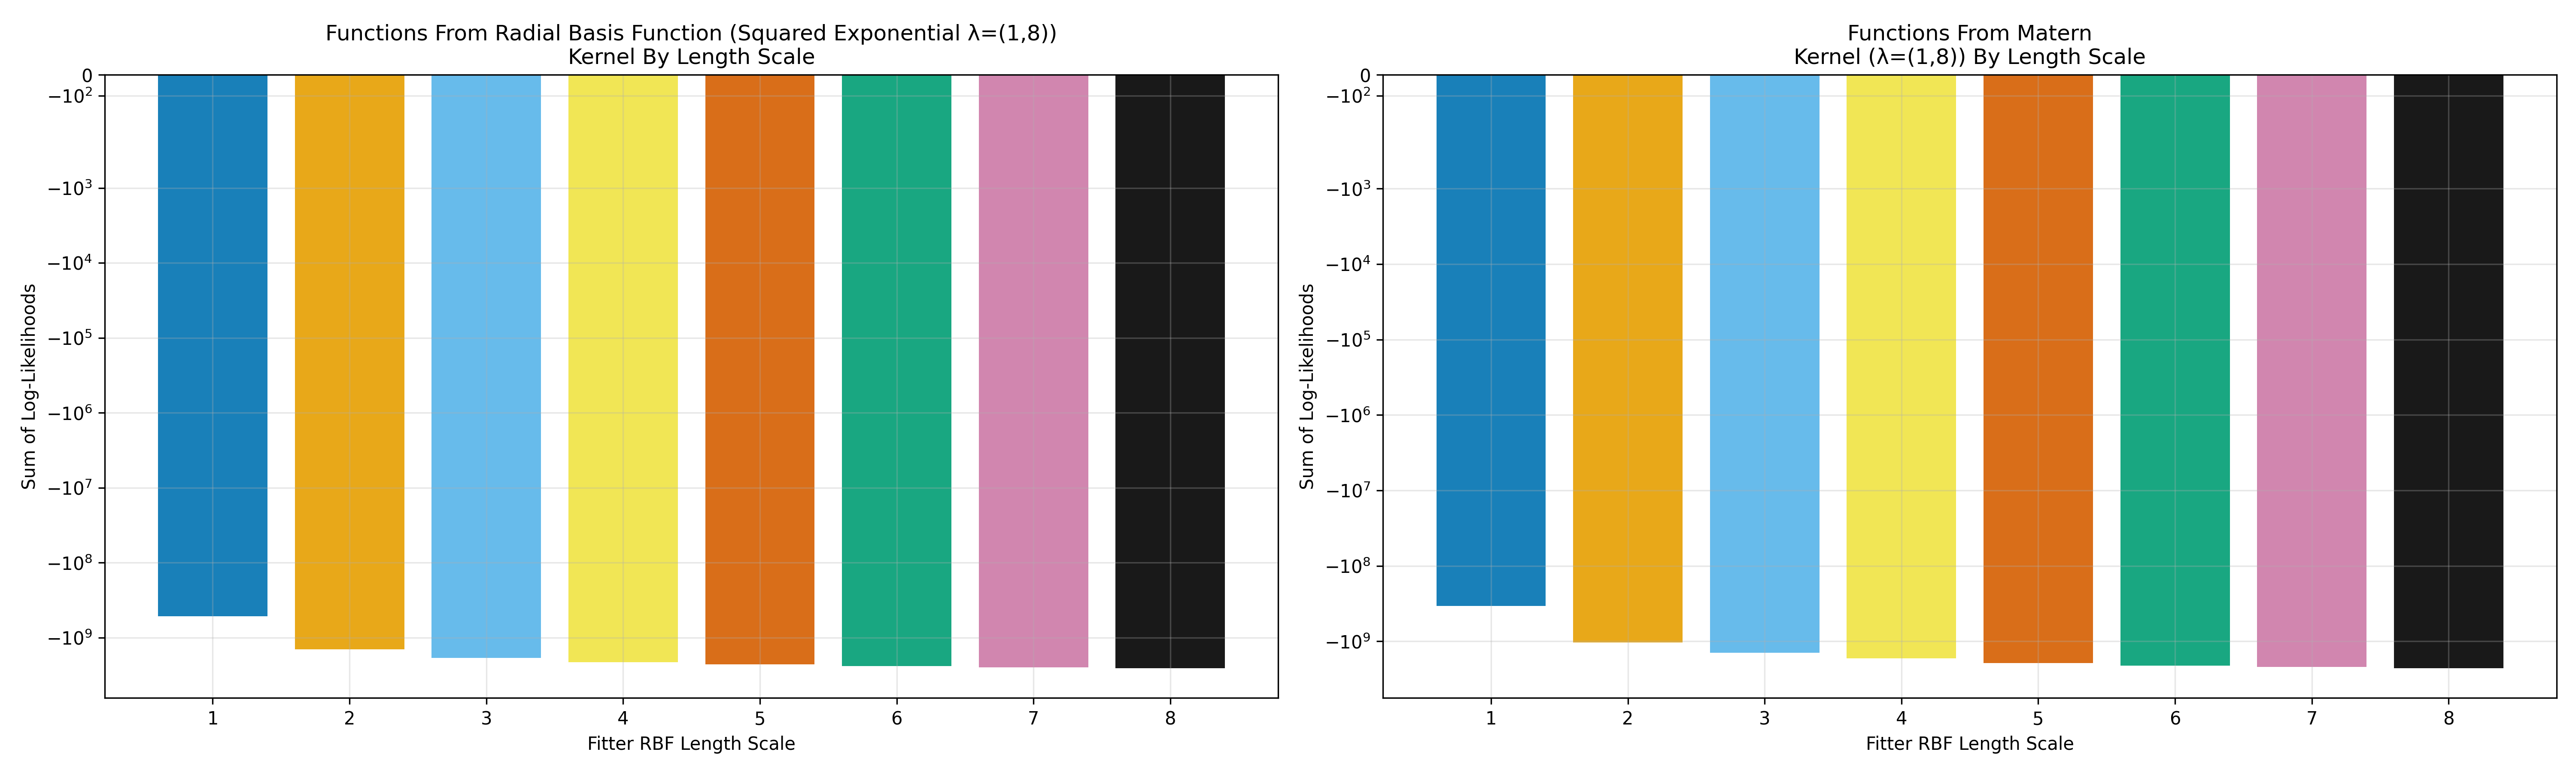 Functions From Radial Basis Function (Squared Exponential λ=(1,8))
Kernel By Length Scale
0
−10²
−10³
−10⁴
−10⁵
−10⁶
−10⁷
−10⁸
−10⁹
Sum of Log-Likelihoods
1 2 3 4 5 6 7 8
Fitter RBF Length Scale
Functions From Matern
Kernel (λ=(1,8)) By Length Scale
0
−10²
−10³
−10⁴
−10⁵
−10⁶
−10⁷
−10⁸
−10⁹
Sum of Log-Likelihoods
1 2 3 4 5 6 7 8
Fitter RBF Length Scale